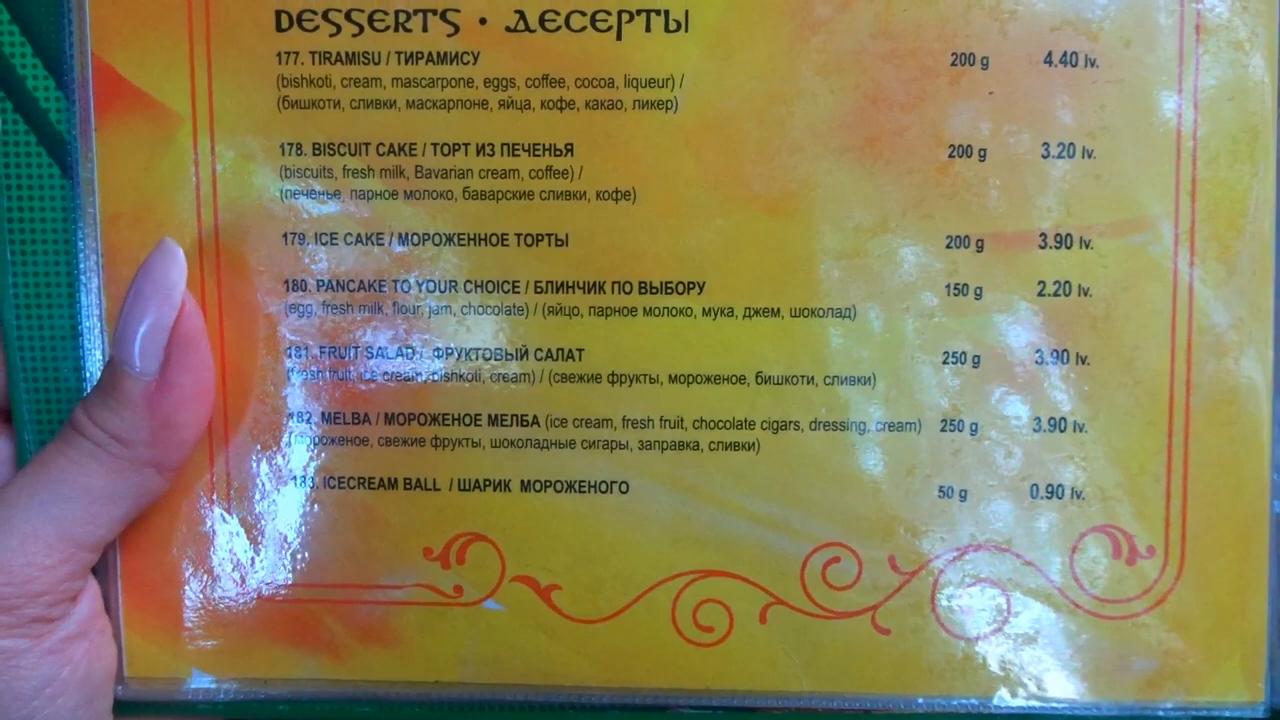 DESSERTS • ДЕСЕРТЫ
177. TIRAMISU / ТИРАМИСУ 200 g 4.40 lv.
(bishkoti, cream, mascarpone, eggs, coffee, cocoa, liqueur) /
(бишкоти, сливки, маскарпоне, яйца, кофе, какао, ликер)
178. BISCUIT CAKE / ТОРТ ИЗ ПЕЧЕНЬЯ 200 g 3.20 lv.
(biscuits, fresh milk, Bavarian cream, coffee) /
(печенье, парное молоко, баварские сливки, кофе)
179. ICE CAKE / МОРОЖЕННОЕ ТОРТЫ 200 g 3.90 lv.
180. PANCAKE TO YOUR CHOICE / БЛИНЧИК ПО ВЫБОРУ 150 g 2.20 lv.
(egg, fresh milk, flour, jam, chocolate) / (яйцо, парное молоко, мука, джем, шоколад)
181. FRUIT SALAD / ФРУКТОВЫЙ САЛАТ 250 g 3.90 lv.
(fresh fruit, ice cream, bishkoti, cream) / (свежие фрукты, мороженое, бишкоти, сливки)
182. MELBA / МОРОЖЕНОЕ МЕЛБА (ice cream, fresh fruit, chocolate cigars, dressing, cream) 250 g 3.90 lv.
(мороженое, свежие фрукты, шоколадные сигары, заправка, сливки)
183. ICECREAM BALL / ШАРИК МОРОЖЕНОГО 50 g 0.90 lv.